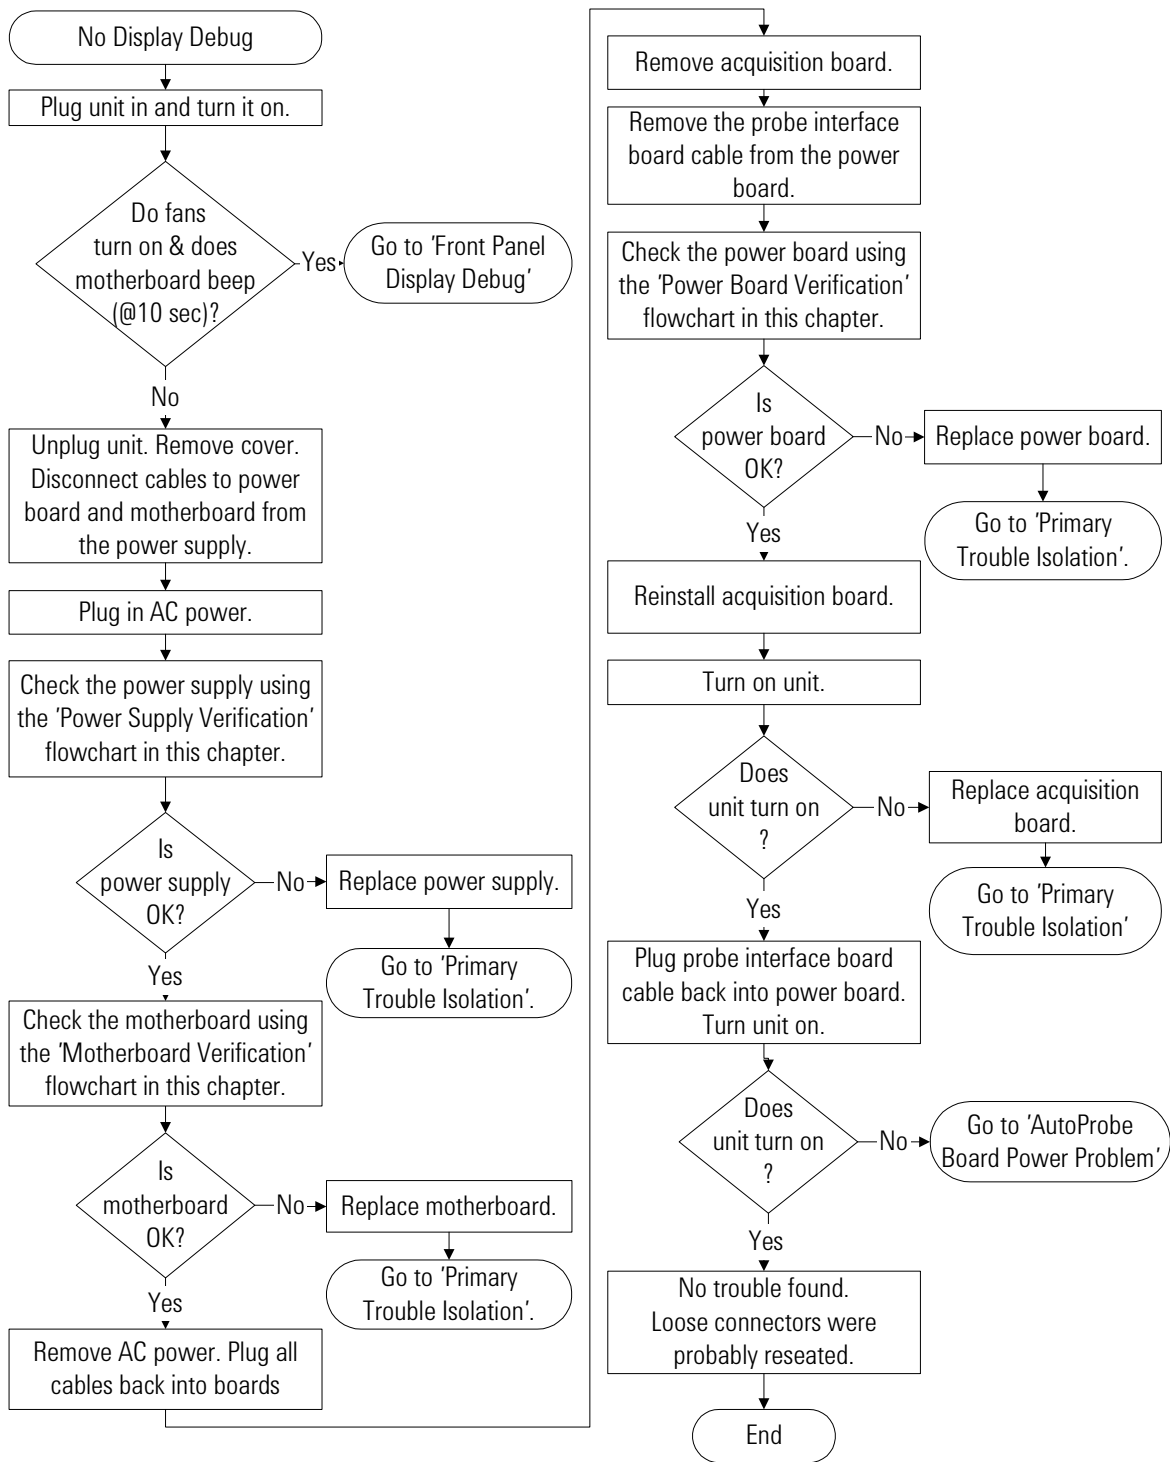 No Display Debug
Plug unit in and turn it on.
Do fans
turn on & does
motherboard beep
(@10 sec)?
Yes
Go to 'Front Panel
Display Debug'
No
Unplug unit. Remove cover.
Disconnect cables to power
board and motherboard from
the power supply.
Plug in AC power.
Check the power supply using
the 'Power Supply Verification'
flowchart in this chapter.
Is
power supply
OK?
No
Replace power supply.
Go to 'Primary
Trouble Isolation'.
Yes
Check the motherboard using
the 'Motherboard Verification'
flowchart in this chapter.
Is
motherboard
OK?
No
Replace motherboard.
Go to 'Primary
Trouble Isolation'.
Yes
Remove AC power. Plug all
cables back into boards
Remove acquisition board.
Remove the probe interface
board cable from the power
board.
Check the power board using
the 'Power Board Verification'
flowchart in this chapter.
Is
power board
OK?
No
Replace power board.
Go to 'Primary
Trouble Isolation'.
Yes
Reinstall acquisition board.
Turn on unit.
Does
unit turn on
?
No
Replace acquisition
board.
Go to 'Primary
Trouble Isolation'
Yes
Plug probe interface board
cable back into power board.
Turn unit on.
Does
unit turn on
?
No
Go to 'AutoProbe
Board Power Problem'
Yes
No trouble found.
Loose connectors were
probably reseated.
End